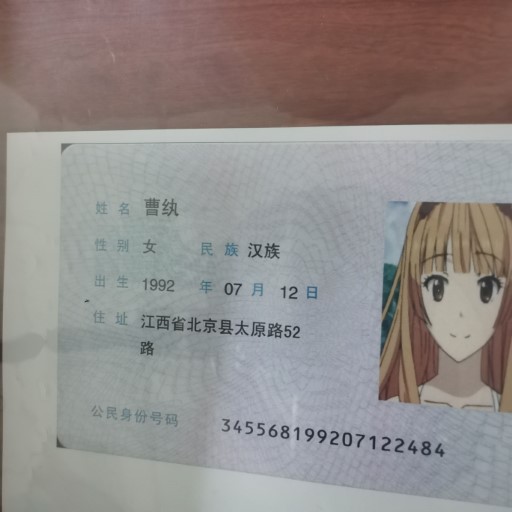 姓名 曹纨
性别 女 民族 汉族
出生 1992 年 07 月 12 日
住址 江西省北京县太原路52
路
公民身份号码 345568199207122484